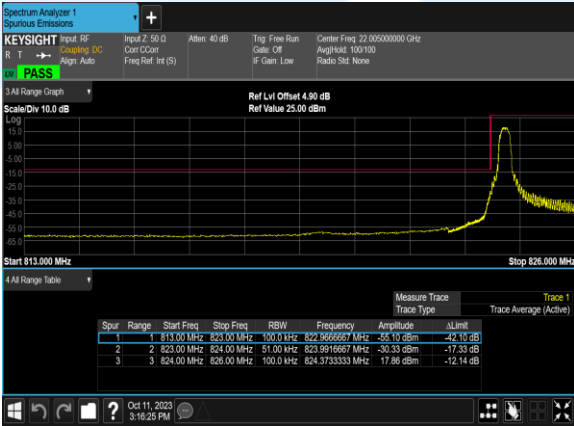 Spectrum Analyzer 1
Spurious Emissions
KEYSIGHT Input: RF Input Z: 50 Ω Atten: 40 dB Trig: Free Run Center Freq: 22.005000000 GHz
R T Coupling: DC Corr CCorr Gate: Off Avg|Hold: 100/100
Align: Auto Freq Ref: Int (S) IF Gain: Low Radio Std: None
LXI PASS
3 All Range Graph
Ref Lvl Offset 4.90 dB
Scale/Div 10.0 dB Ref Value 25.00 dBm
Log
15.0
5.00
-5.00
-15.0
-25.0
-35.0
-45.0
-55.0
-65.0
Start 813.000 MHz Stop 826.000 MHz
4 All Range Table
Measure Trace Trace 1
Trace Type Trace Average (Active)
Spur Range Start Freq Stop Freq RBW Frequency Amplitude ΔLimit
1 1 813.00 MHz 823.00 MHz 100.0 kHz 822.9666667 MHz -55.10 dBm -42.10 dB
2 2 823.00 MHz 824.00 MHz 51.00 kHz 823.9916667 MHz -30.33 dBm -17.33 dB
3 3 824.00 MHz 826.00 MHz 100.0 kHz 824.3733333 MHz 17.86 dBm -12.14 dB
Oct 11, 2023
3:16:25 PM